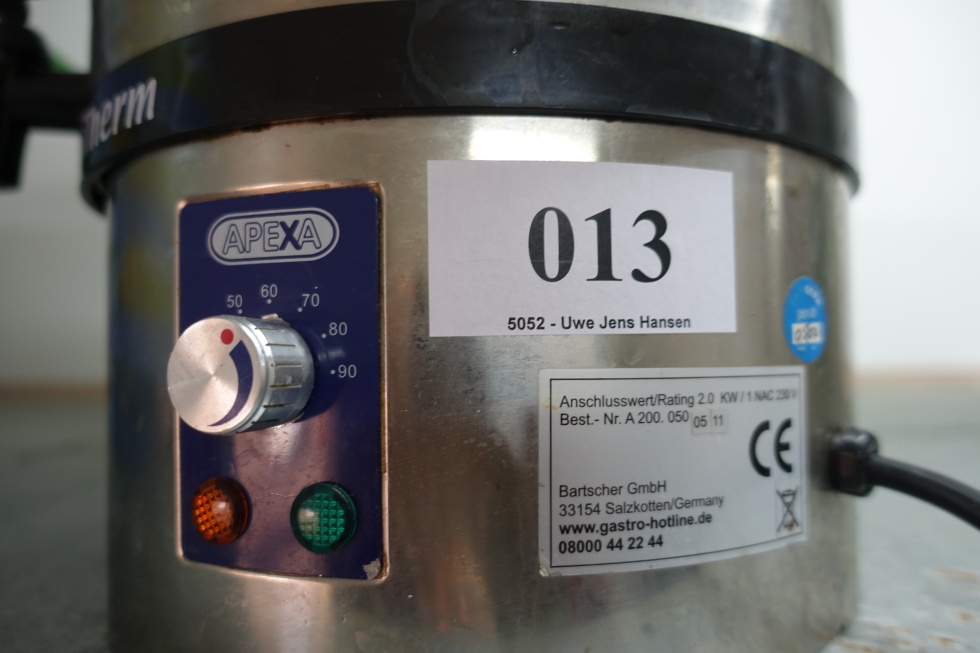 Therm
APEXA
50
60
70
80
90
013
5052 - Uwe Jens Hansen
Anschlusswert/Rating 2.0 KW / 1 NAC 230 V
Best.- Nr. A 200. 050 05 11
CE
Bartscher GmbH
33154 Salzkotten/Germany
www.gastro-hotline.de
08000 44 22 44